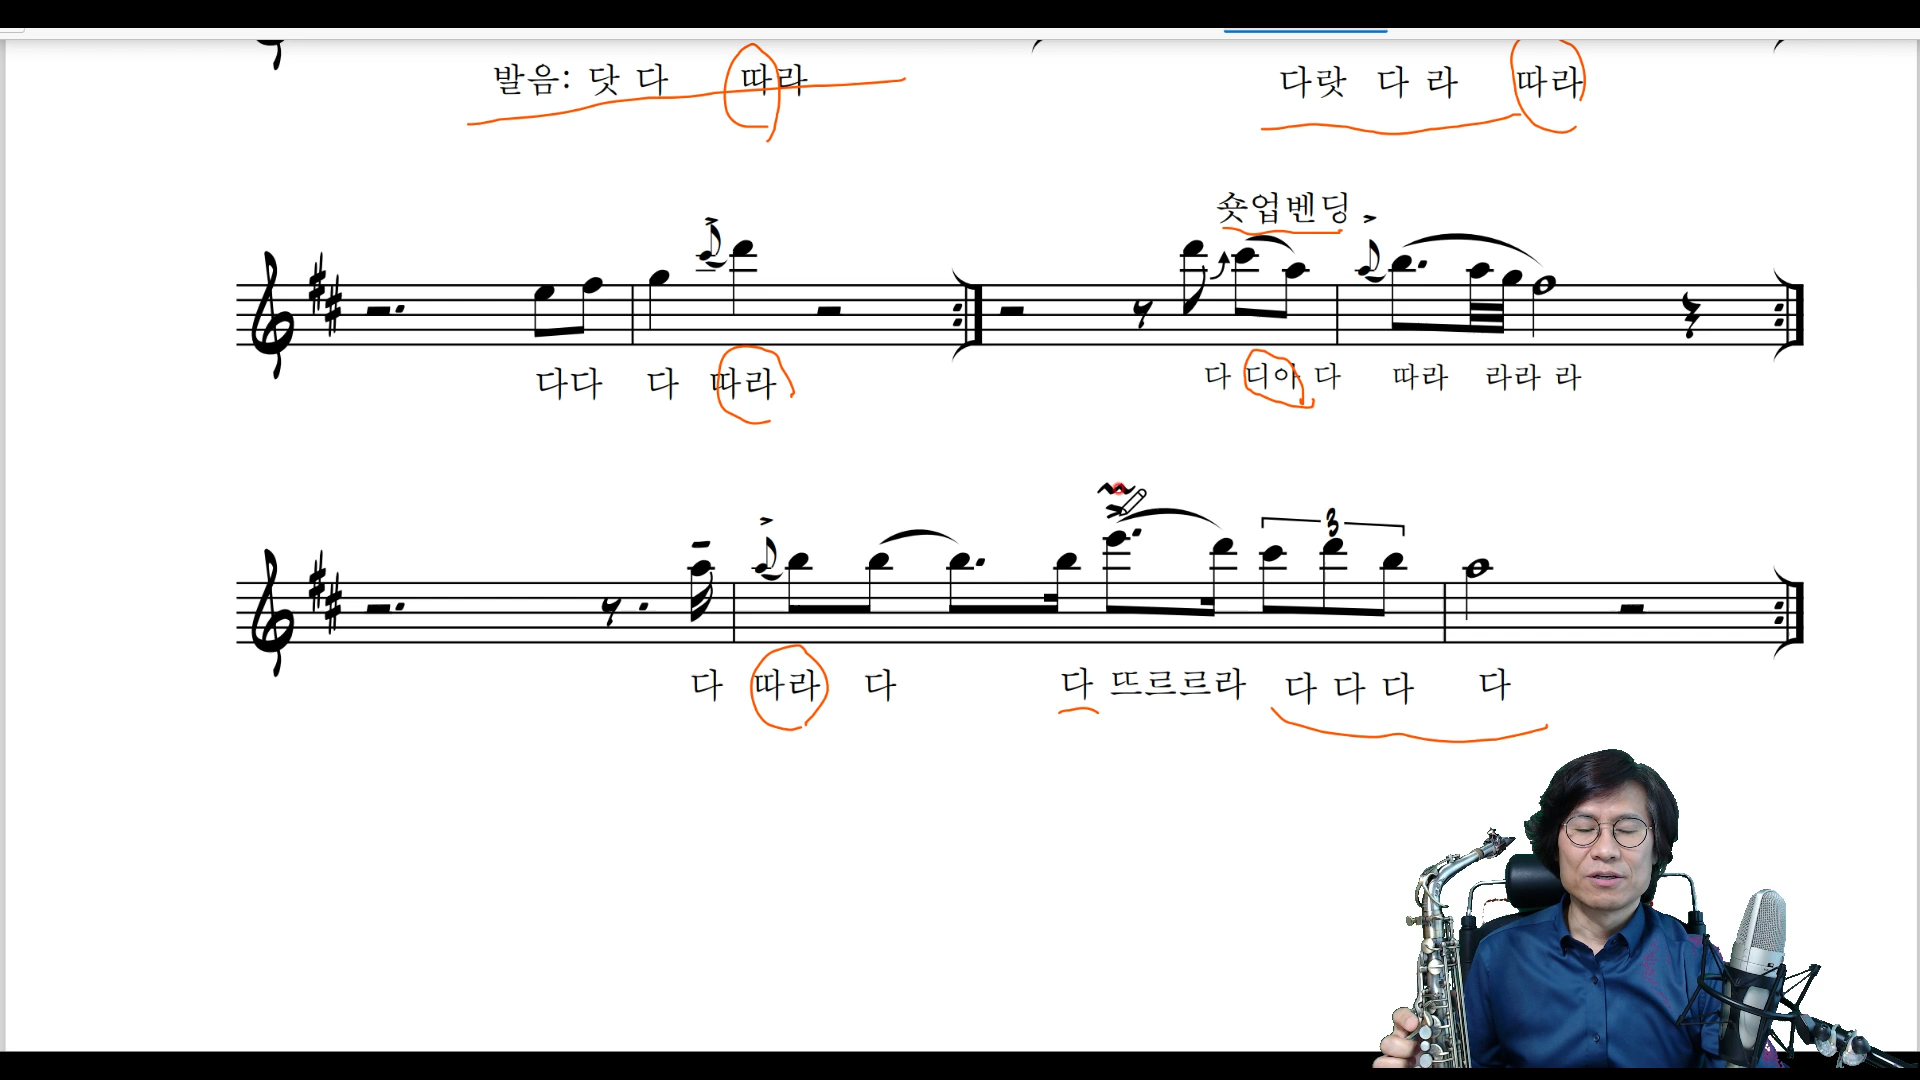 발음: 닷 다 따라 다랏 다 라 따라
숏업벤딩
다다 다 따라 다 디아 다 따라 라라 라
3
다 따라 다 다 뜨르르라 다 다 다 다